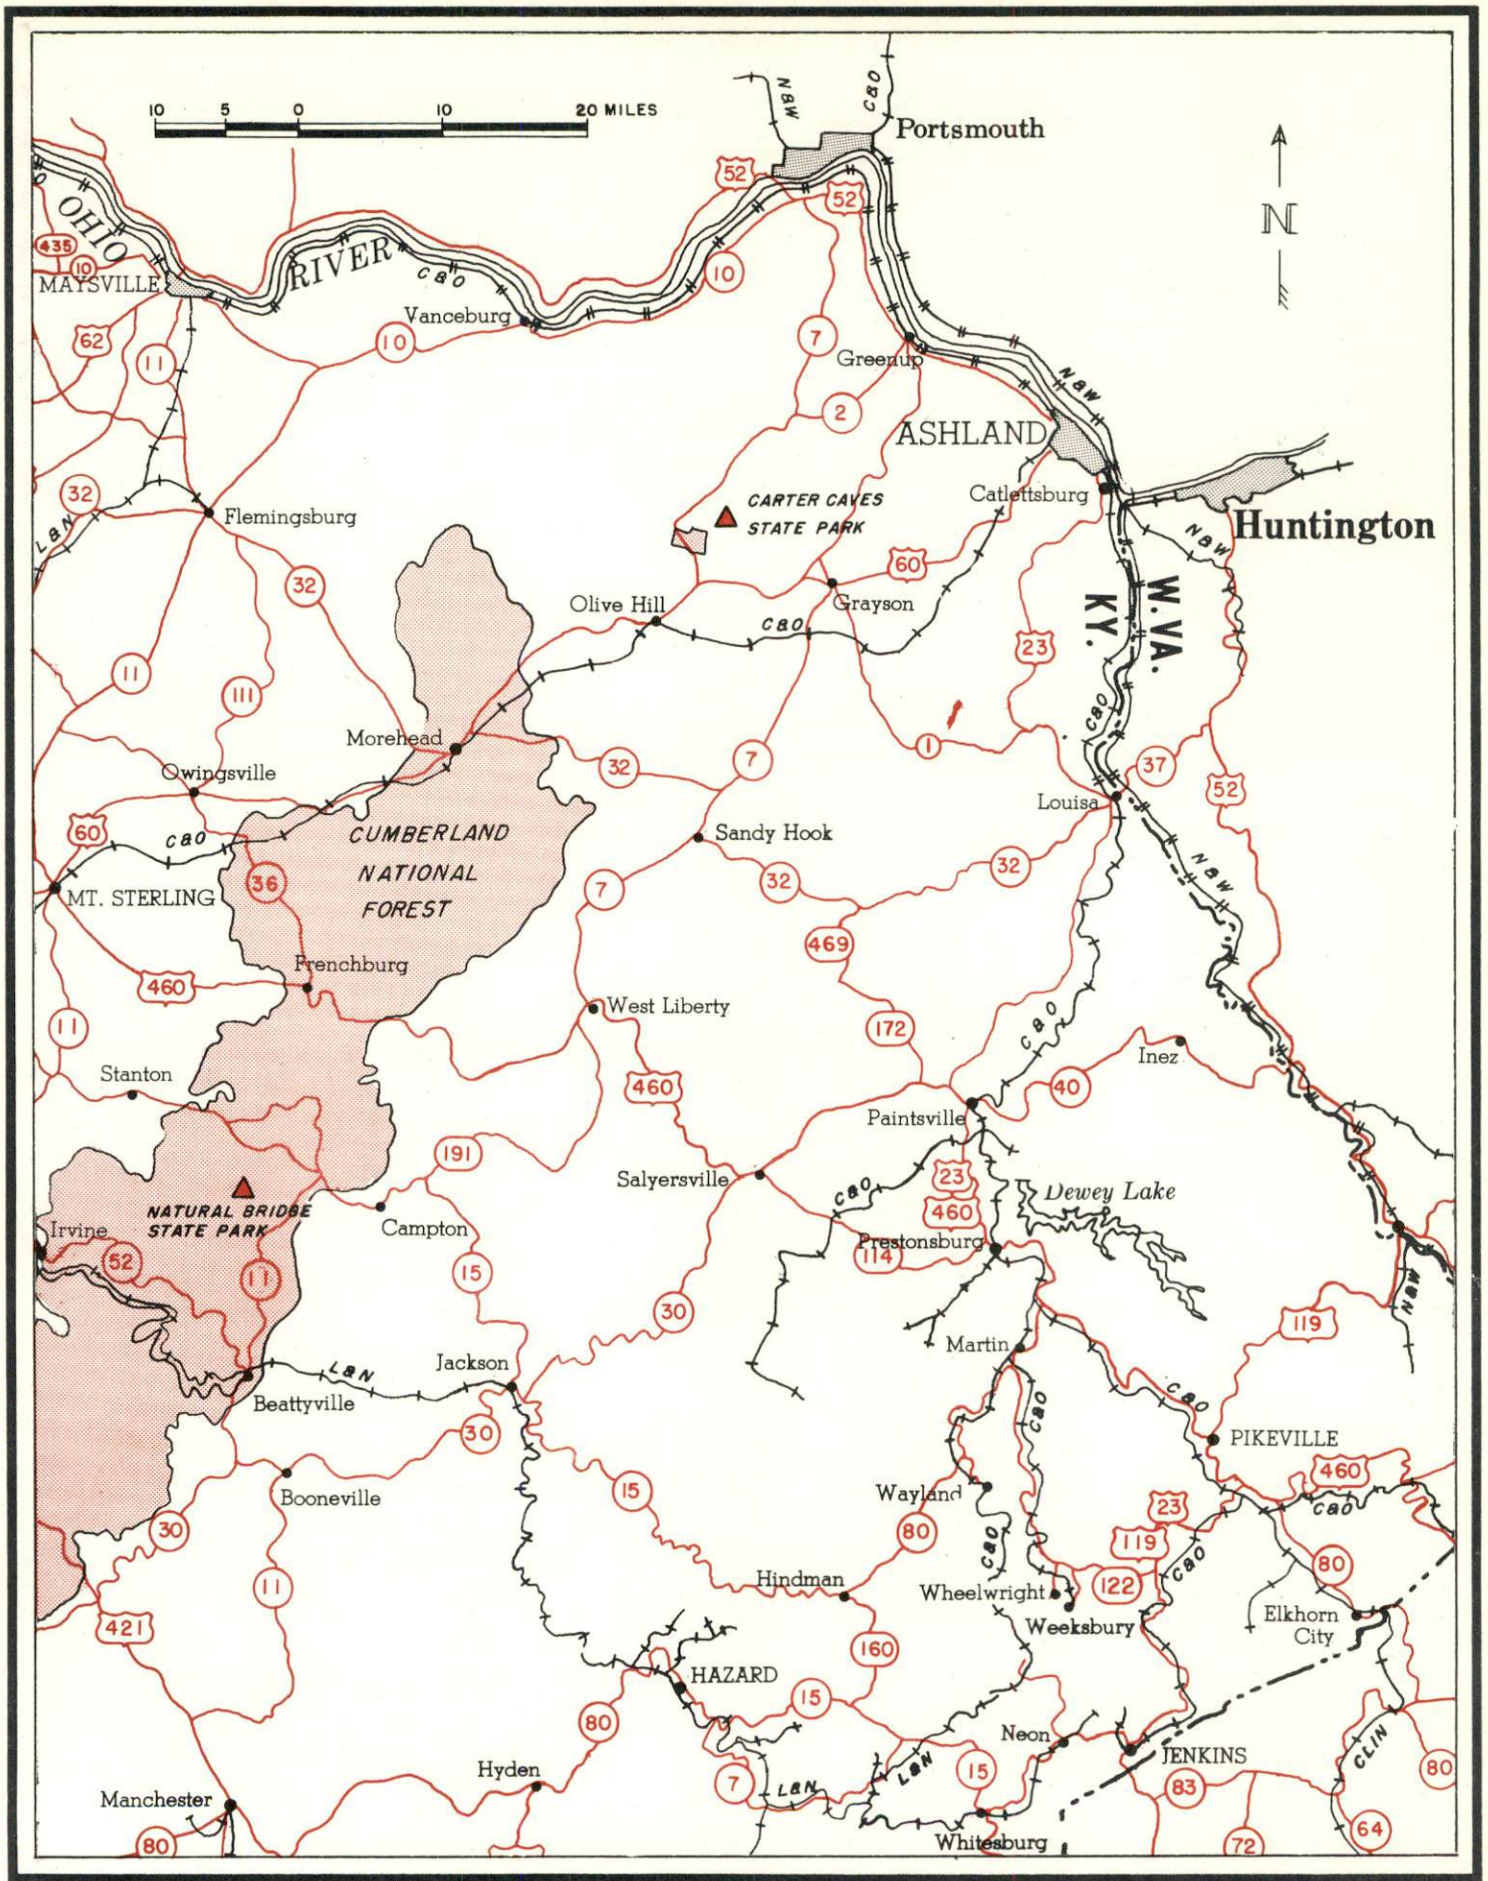 10 5 0 10 20 MILES
N&W
C&O
Portsmouth
52
52
OHIO
RIVER
435
10
MAYSVILLE
C&O
10
N
Vanceburg
62
11
10
7
Greenup
N&W
2
ASHLAND
32
L&N
Flemingsburg
CARTER CAVES
STATE PARK
Catlettsburg
Huntington
N&W
32
60
Olive Hill
Grayson
C&O
KY.
W. VA.
23
11
111
C&O
Morehead
32
7
1
37
Owingsville
52
Louisa
60
C&O
CUMBERLAND
NATIONAL
FOREST
Sandy Hook
36
MT. STERLING
7
32
32
N&W
469
Frenchburg
460
West Liberty
11
172
C&O
Inez
Stanton
460
40
Paintsville
191
Salyersville
23
460
C&O
Dewey Lake
NATURAL BRIDGE
STATE PARK
Campton
Irvine
52
11
15
114
Prestonsburg
30
119
N&W
Martin
Jackson
L&N
Beattyville
C&O
C&O
30
PIKEVILLE
460
Booneville
15
Wayland
C&O
23
30
80
119
C&O
C&O
80
11
Hindman
Wheelwright
122
Weeksbury
Elkhorn
City
421
160
HAZARD
15
80
Neon
JENKINS
CLIN
80
Hyden
7
L&N
L&N
15
83
Manchester
80
Whitesburg
72
64